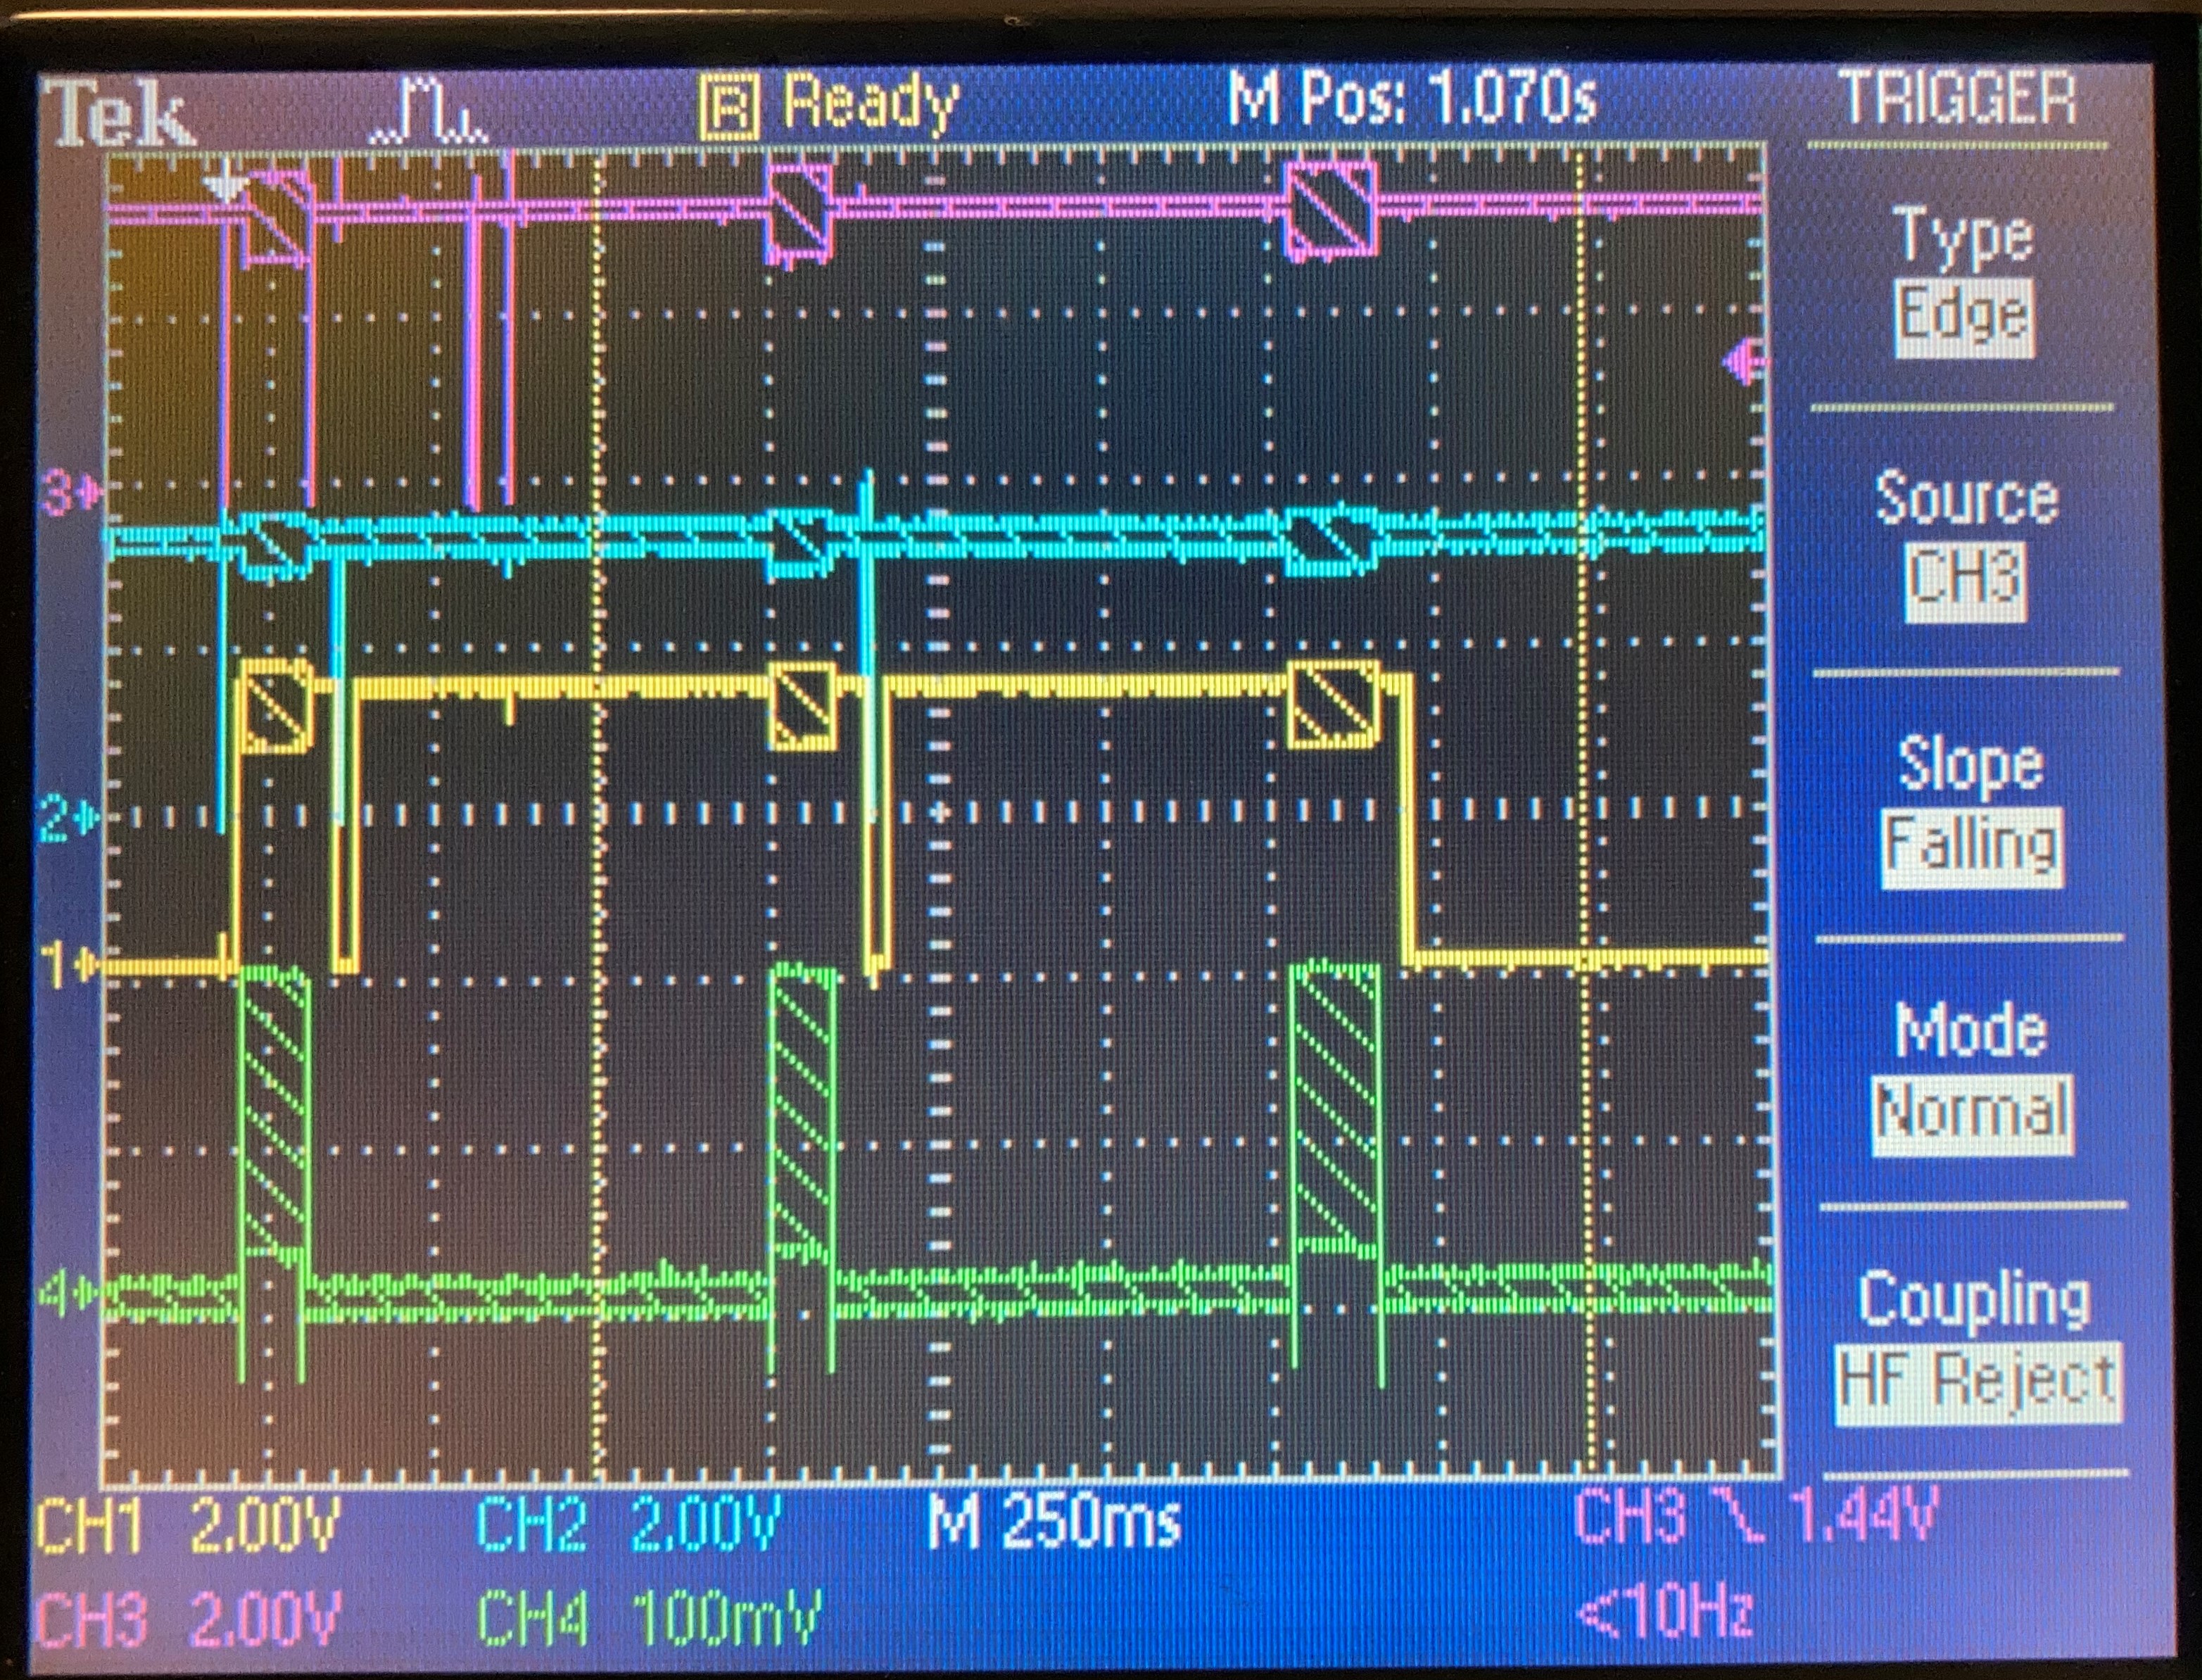 Tek R Ready M Pos: 1.070s TRIGGER
Type
Edge
3
Source
CH3
2
Slope
Falling
1
Mode
Normal
4
Coupling
HF Reject
CH1 2.00V CH2 2.00V M 250ms CH3 1.44V
CH3 2.00V CH4 100mV <10Hz